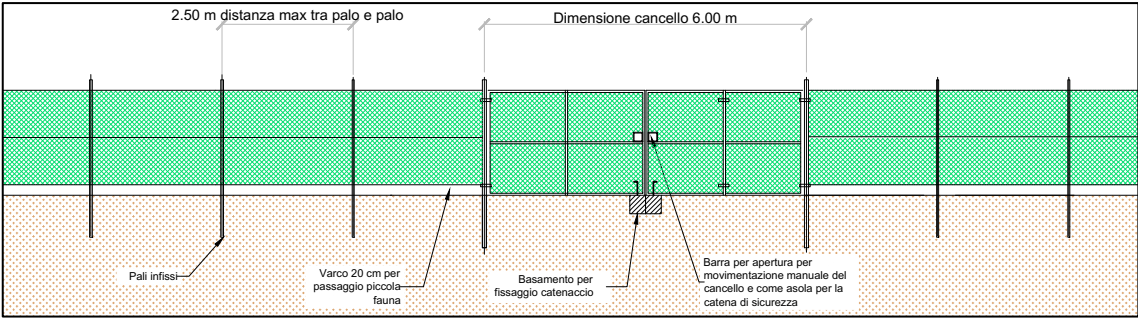 2.50 m distanza max tra palo e palo
Dimensione cancello 6.00 m
Pali infissi
Varco 20 cm per
passaggio piccola
fauna
Basamento per
fissaggio catenaccio
Barra per apertura per
movimentazione manuale del
cancello e come asola per la
catena di sicurezza